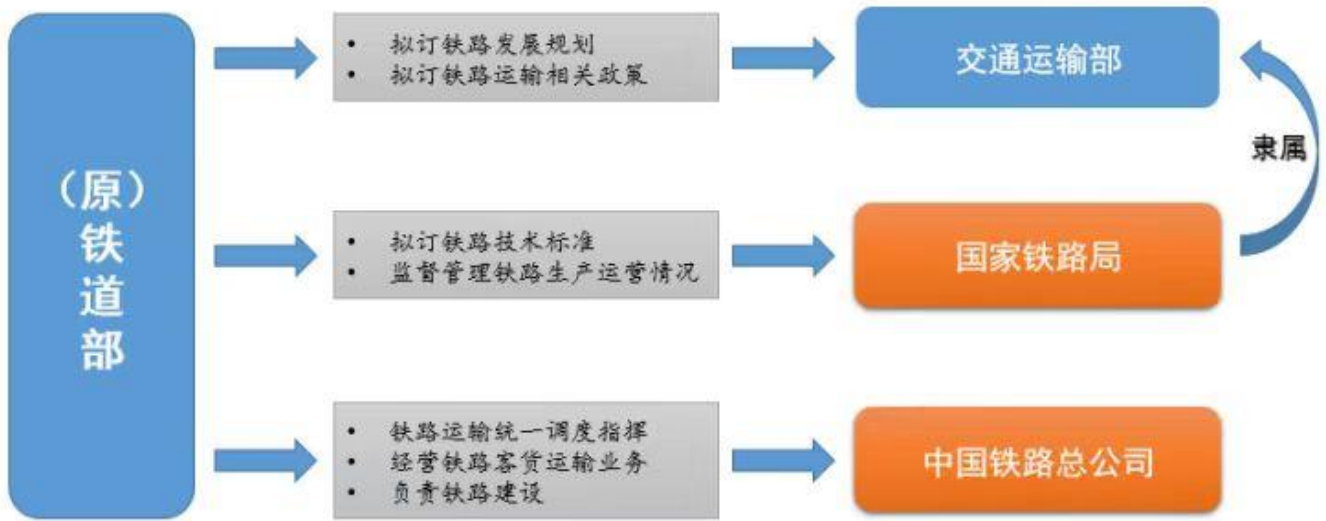 （原）
铁
道
部
• 拟订铁路发展规划
• 拟订铁路运输相关政策
交通运输部
隶属
• 拟订铁路技术标准
• 监督管理铁路生产运营情况
国家铁路局
• 铁路运输统一调度指挥
• 经营铁路客货运输业务
• 负责铁路建设
中国铁路总公司